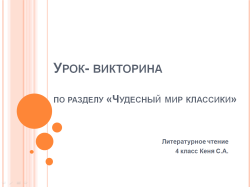 Урок- викторина
по разделу «Чудесный мир классики»
Литературное чтение
4 класс Кеня С.А.